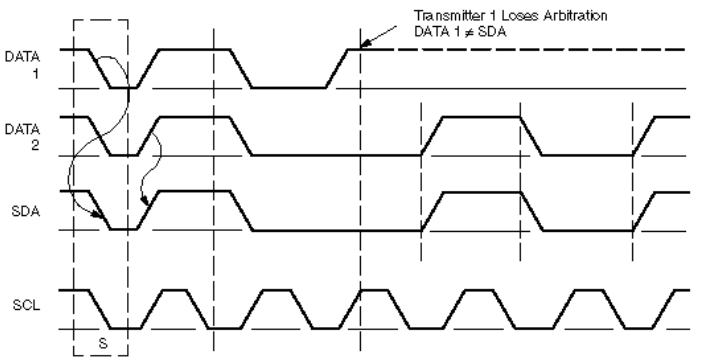 Transmitter 1 Loses Arbitration
DATA 1 ≠ SDA
DATA
1
DATA
2
SDA
SCL
S